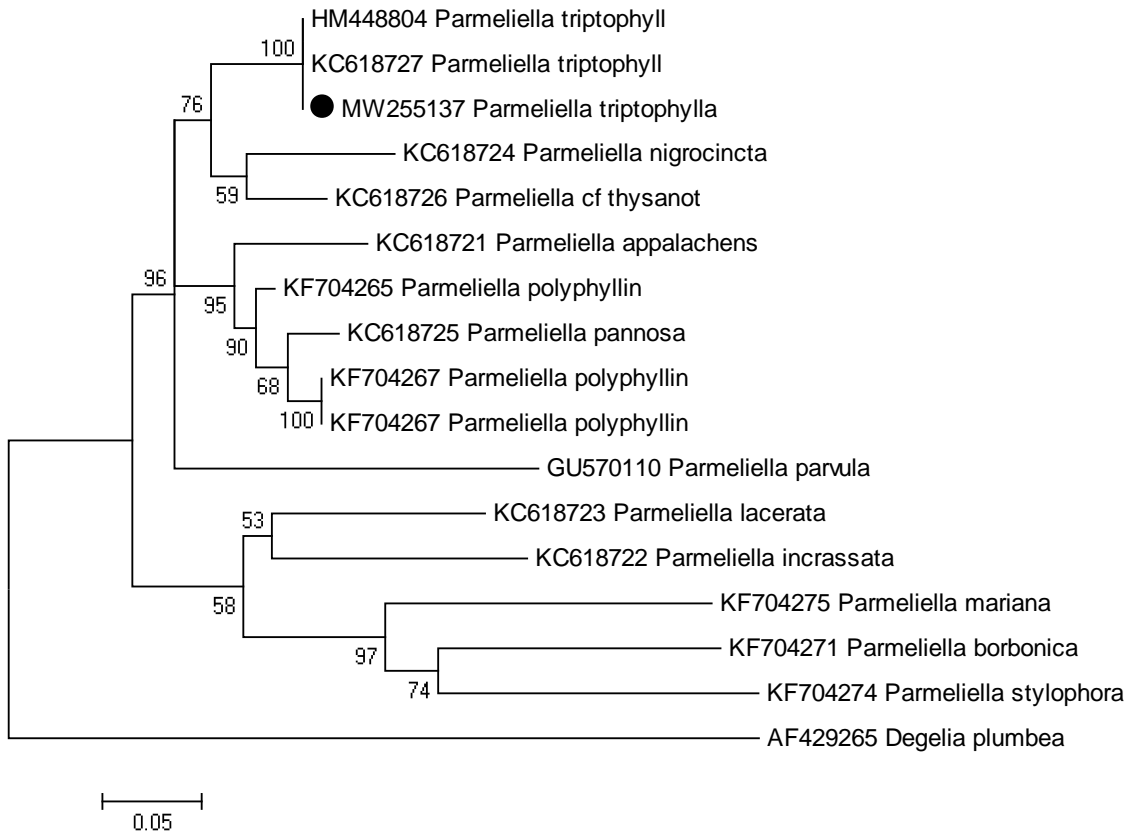 HM448804 Parmeliella triptophyll
100
KC618727 Parmeliella triptophyll
76
MW255137 Parmeliella triptophylla
KC618724 Parmeliella nigrocincta
59
KC618726 Parmeliella cf thysanot
KC618721 Parmeliella appalachens
96
95
KF704265 Parmeliella polyphyllin
90
KC618725 Parmeliella pannosa
68
KF704267 Parmeliella polyphyllin
100
KF704267 Parmeliella polyphyllin
GU570110 Parmeliella parvula
53
KC618723 Parmeliella lacerata
KC618722 Parmeliella incrassata
58
KF704275 Parmeliella mariana
97
KF704271 Parmeliella borbonica
74
KF704274 Parmeliella stylophora
AF429265 Degelia plumbea
0.05